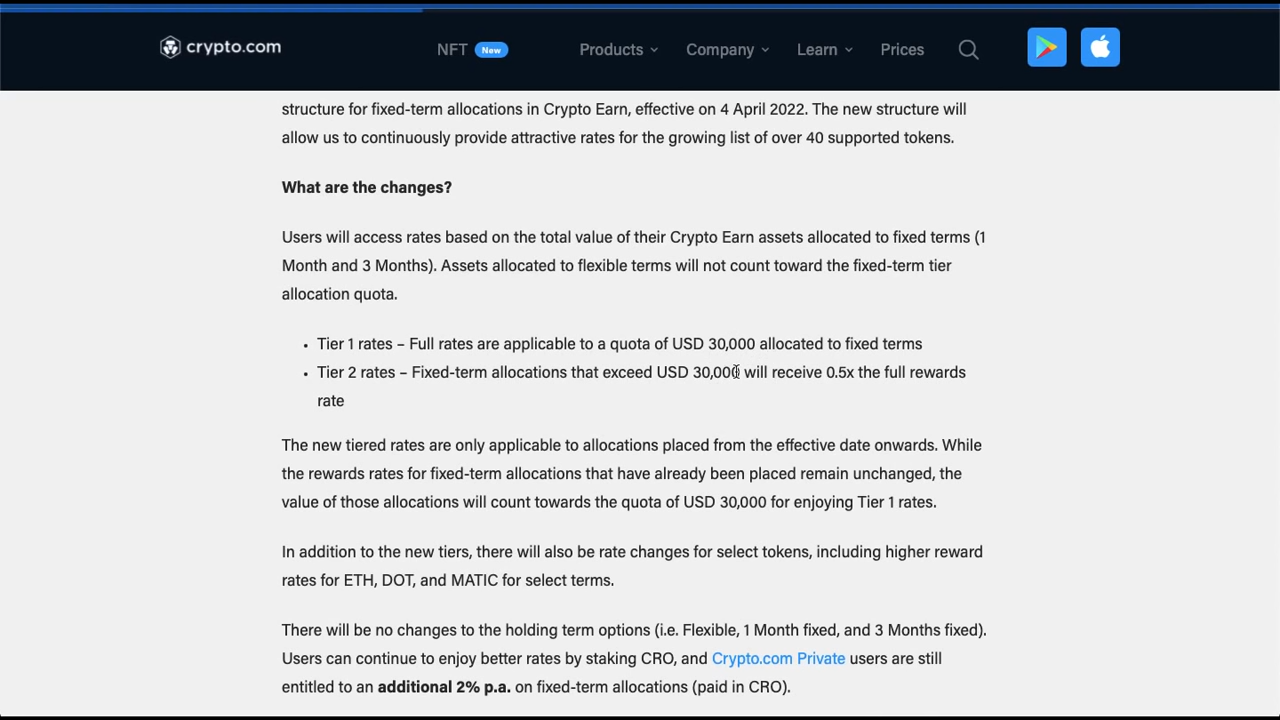 crypto.com
NFT New Products Company Learn Prices
structure for fixed-term allocations in Crypto Earn, effective on 4 April 2022. The new structure will
allow us to continuously provide attractive rates for the growing list of over 40 supported tokens.
What are the changes?
Users will access rates based on the total value of their Crypto Earn assets allocated to fixed terms (1
Month and 3 Months). Assets allocated to flexible terms will not count toward the fixed-term tier
allocation quota.
• Tier 1 rates – Full rates are applicable to a quota of USD 30,000 allocated to fixed terms
• Tier 2 rates – Fixed-term allocations that exceed USD 30,000 will receive 0.5x the full rewards
rate
The new tiered rates are only applicable to allocations placed from the effective date onwards. While
the rewards rates for fixed-term allocations that have already been placed remain unchanged, the
value of those allocations will count towards the quota of USD 30,000 for enjoying Tier 1 rates.
In addition to the new tiers, there will also be rate changes for select tokens, including higher reward
rates for ETH, DOT, and MATIC for select terms.
There will be no changes to the holding term options (i.e. Flexible, 1 Month fixed, and 3 Months fixed).
Users can continue to enjoy better rates by staking CRO, and Crypto.com Private users are still
entitled to an additional 2% p.a. on fixed-term allocations (paid in CRO).